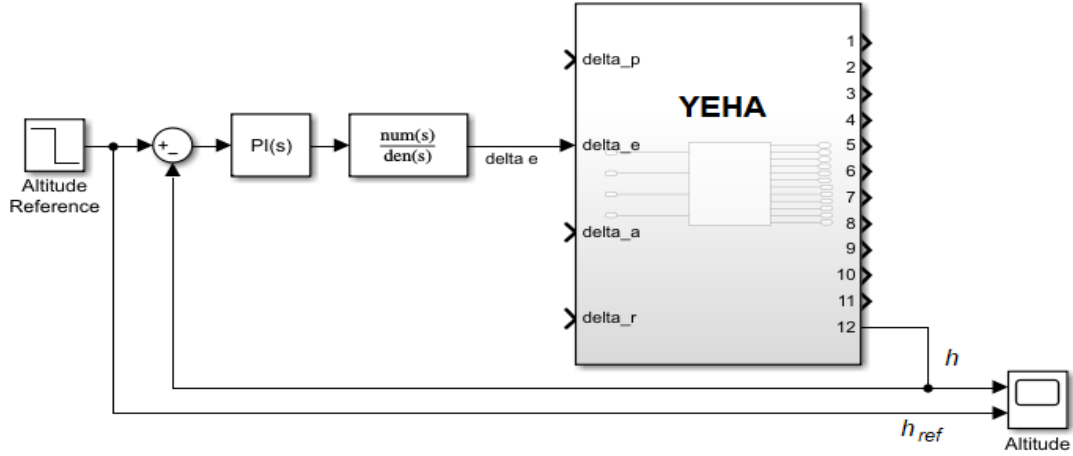 delta_p
YEHA
delta_e
delta_a
delta_r
1
2
3
4
5
6
7
8
9
10
11
12
Altitude
Reference
+
−
PI(s)
num(s)
den(s)
delta e
h
h ref
Altitude